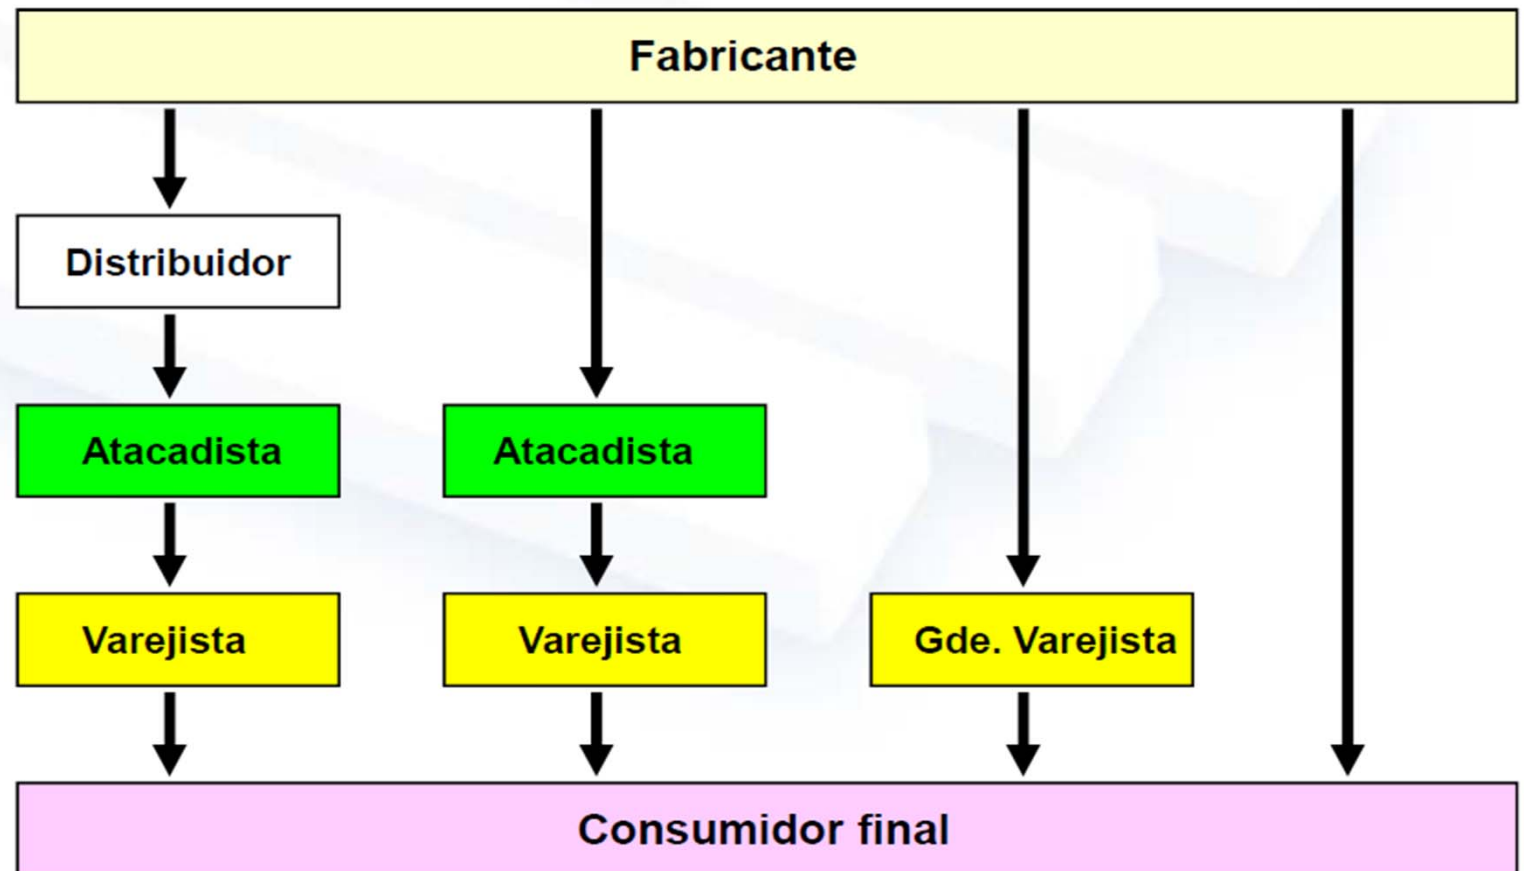 Fabricante
Distribuidor
Atacadista
Atacadista
Varejista
Varejista
Gde. Varejista
Consumidor final